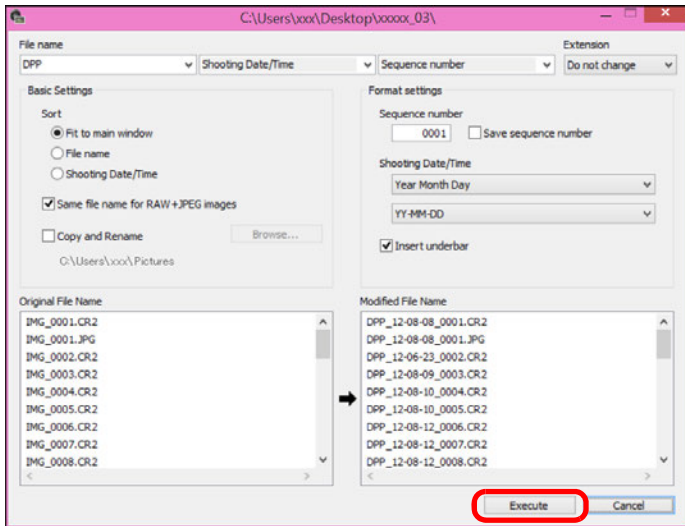 C:\Users\xxx\Desktop\xxxxx_03\
File name
Extension
DPP
Shooting Date/Time
Sequence number
Do not change
Basic Settings
Sort
Fit to main window
File name
Shooting Date/Time
Same file name for RAW+JPEG images
Copy and Rename
Browse...
C:\Users\xxx\Pictures
Format settings
Sequence number
0001
Save sequence number
Shooting Date/Time
Year Month Day
YY-MM-DD
Insert underbar
Original File Name
IMG_0001.CR2
IMG_0001.JPG
IMG_0002.CR2
IMG_0003.CR2
IMG_0004.CR2
IMG_0005.CR2
IMG_0006.CR2
IMG_0007.CR2
IMG_0008.CR2
Modified File Name
DPP_12-08-08_0001.CR2
DPP_12-08-08_0001.JPG
DPP_12-06-23_0002.CR2
DPP_12-08-09_0003.CR2
DPP_12-08-10_0004.CR2
DPP_12-08-10_0005.CR2
DPP_12-08-12_0006.CR2
DPP_12-08-12_0007.CR2
DPP_12-08-12_0008.CR2
Execute
Cancel